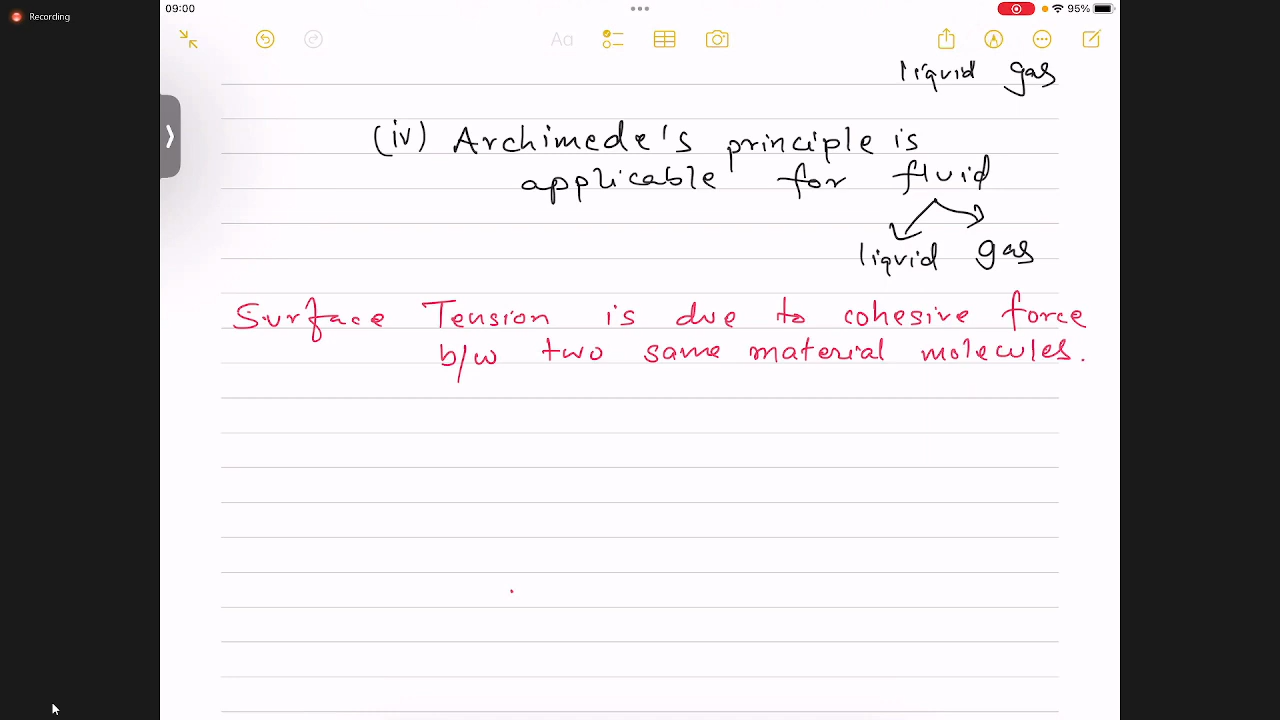 Recording
09:00
95%
Aa
liquid gas
(iv) Archimede's principle is
applicable for fluid
liquid gas
Surface Tension is due to cohesive force
b/w two same material molecules.